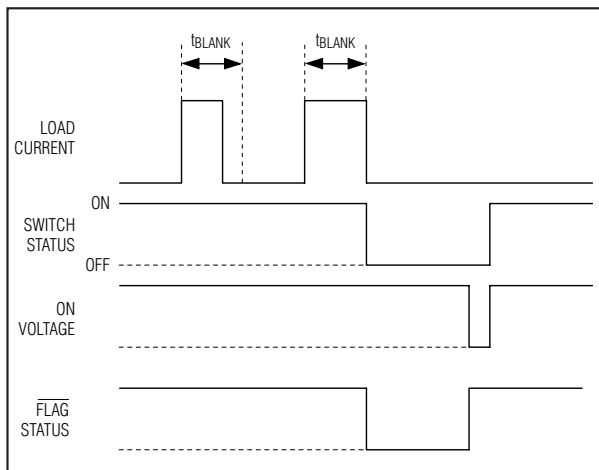 tBLANK tBLANK
LOAD
CURRENT
ON
SWITCH
STATUS
OFF
ON
VOLTAGE
FLAG
STATUS